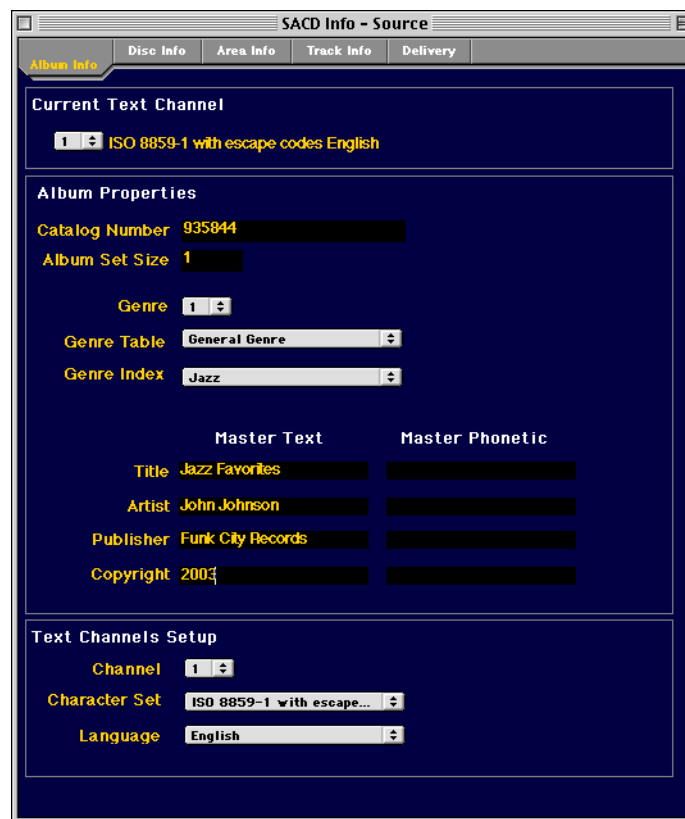 SACD Info - Source
Album Info Disc Info Area Info Track Info Delivery
Current Text Channel
1 ISO 8859-1 with escape codes English
Album Properties
Catalog Number 935844
Album Set Size 1
Genre 1
Genre Table General Genre
Genre Index Jazz
Master Text Master Phonetic
Title Jazz Favorites
Artist John Johnson
Publisher Funk City Records
Copyright 2003
Text Channels Setup
Channel 1
Character Set ISO 8859-1 with escape...
Language English